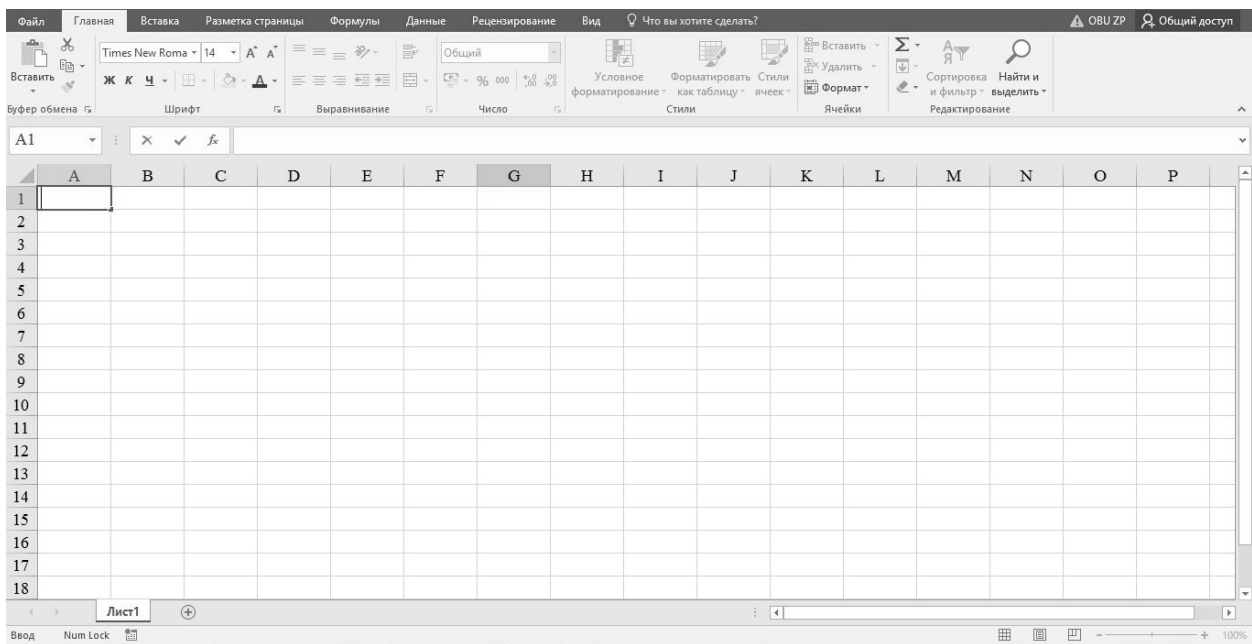 Файл Главная Вставка Разметка страницы Формулы Данные Рецензирование Вид Что вы хотите сделать? OBU ZP Общий доступ
Вставить
Буфер обмена
Times New Roma 14 A A
Ж К Ч A
Шрифт
Выравнивание
Общий
% 000 ,00 ,00
Число
Условное форматирование
Форматировать как таблицу
Стили ячеек
Стили
Вставить
Удалить
Формат
Ячейки
Σ
Сортировка и фильтр
Найти и выделить
Редактирование
A1 fx
A B C D E F G H I J K L M N O P
1
2
3
4
5
6
7
8
9
10
11
12
13
14
15
16
17
18
Лист1
Ввод Num Lock 100%